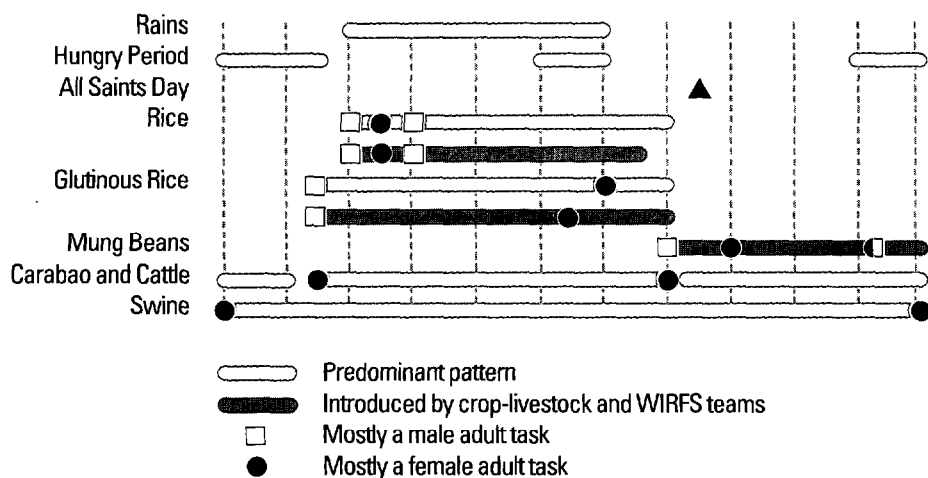 Rains
Hungry Period
All Saints Day
Rice
Glutinous Rice
Mung Beans
Carabao and Cattle
Swine
Predominant pattern
Introduced by crop-livestock and WIRFS teams
Mostly a male adult task
Mostly a female adult task